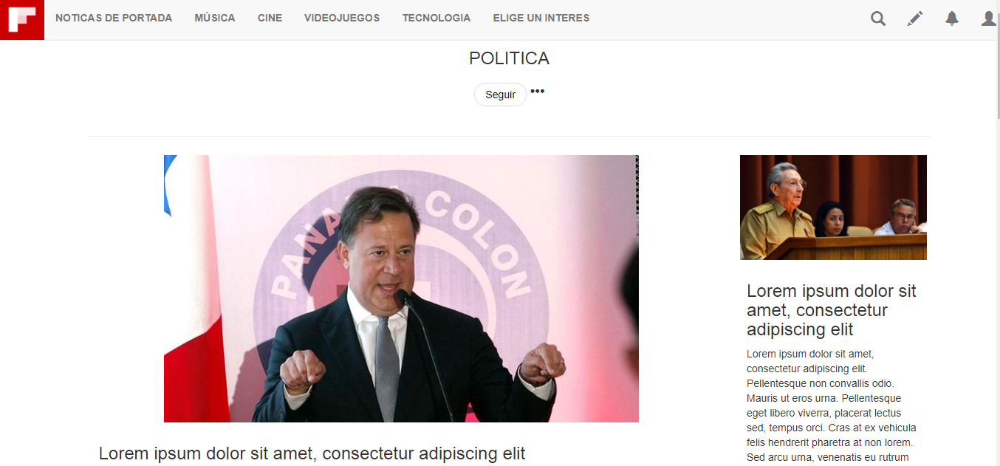 NOTICAS DE PORTADA MÚSICA CINE VIDEOJUEGOS TECNOLOGIA ELIGE UN INTERES
POLITICA
Seguir •••
PANAMA COLON
Lorem ipsum dolor sit amet, consectetur adipiscing elit
Lorem ipsum dolor sit
amet, consectetur
adipiscing elit
Lorem ipsum dolor sit amet,
consectetur adipiscing elit.
Pellentesque non convallis odio.
Mauris ut eros urna. Pellentesque
eget libero viverra, placerat lectus
sed, tempus orci. Cras at ex vehicula
felis hendrerit pharetra at non lorem.
Sed arcu urna, venenatis eu rutrum